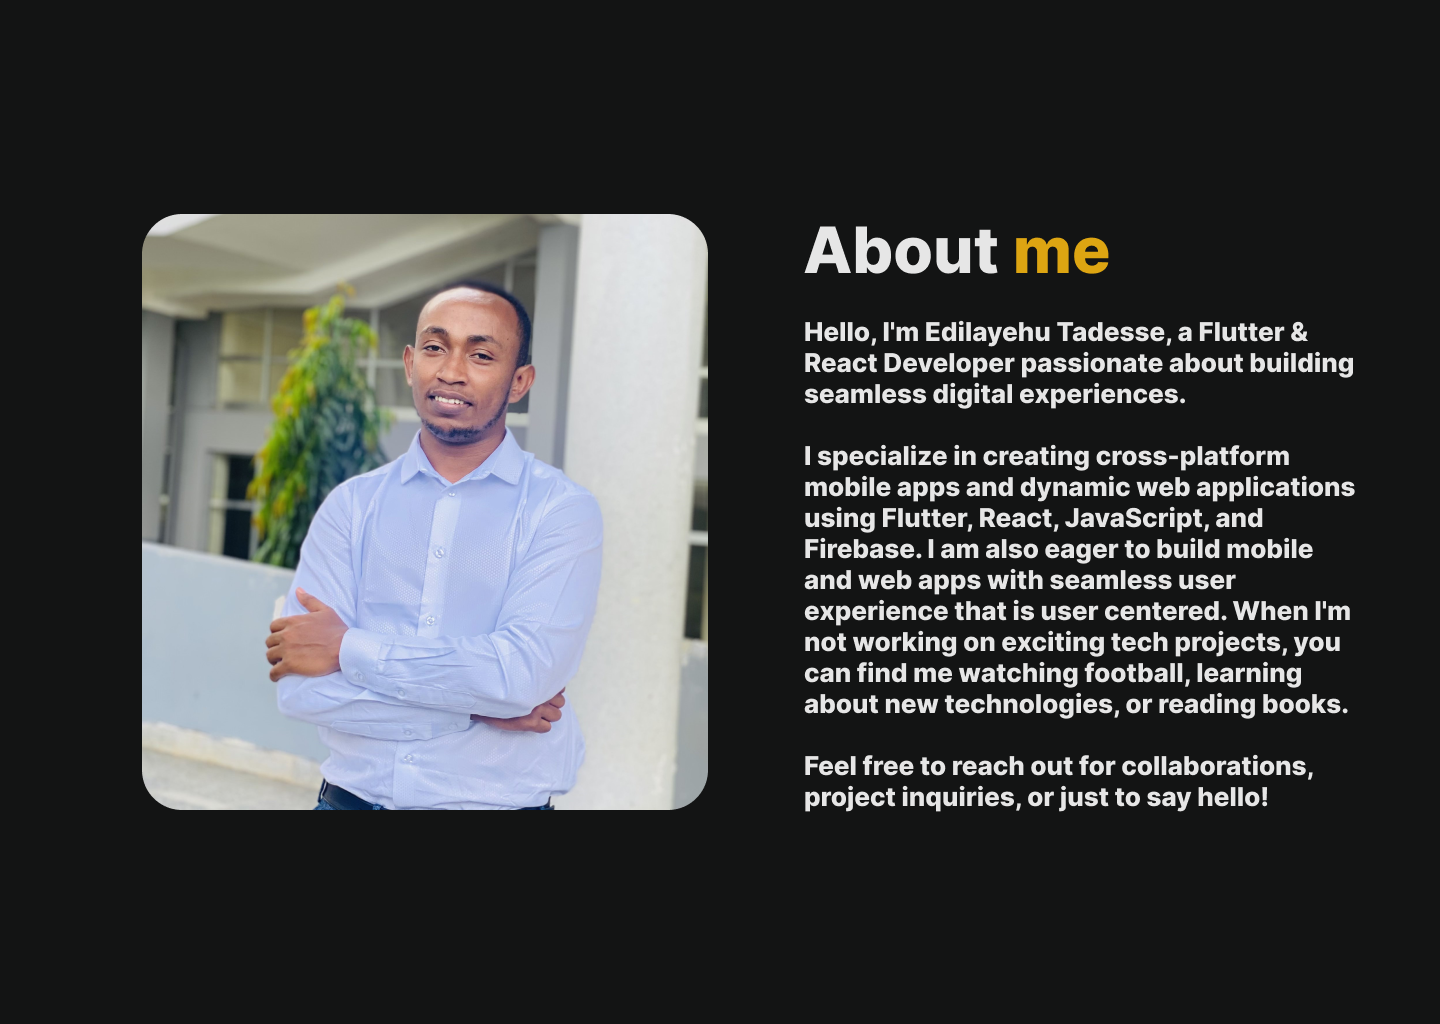 About me
Hello, I'm Edilayehu Tadesse, a Flutter &
React Developer passionate about building
seamless digital experiences.
I specialize in creating cross-platform
mobile apps and dynamic web applications
using Flutter, React, JavaScript, and
Firebase. I am also eager to build mobile
and web apps with seamless user
experience that is user centered. When I'm
not working on exciting tech projects, you
can find me watching football, learning
about new technologies, or reading books.
Feel free to reach out for collaborations,
project inquiries, or just to say hello!